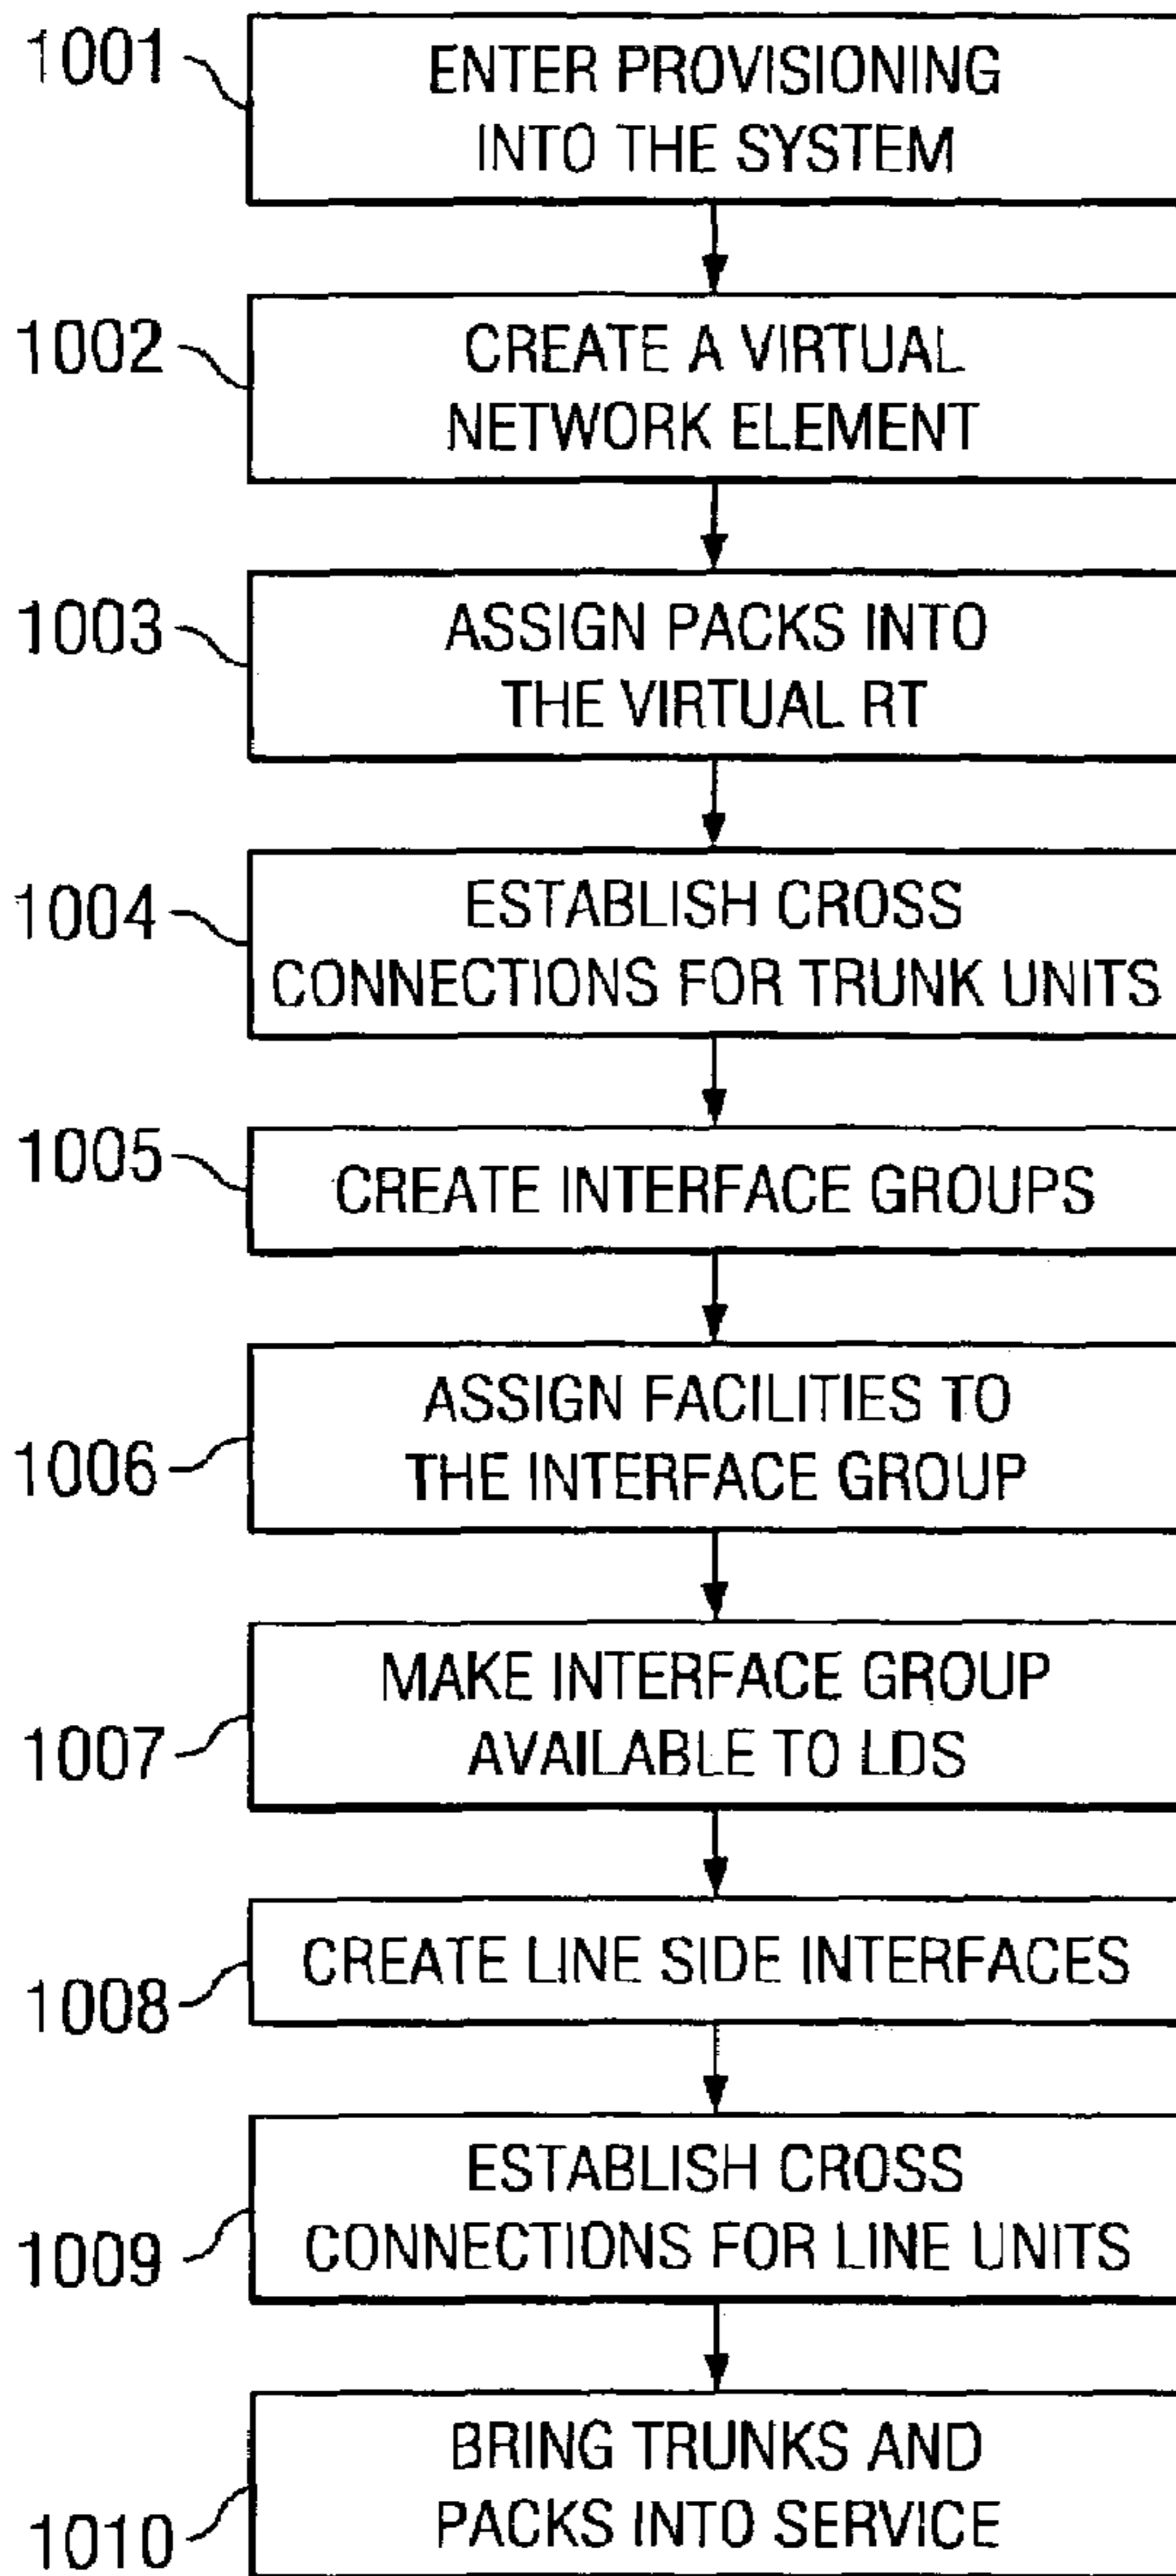 1001
ENTER PROVISIONING
INTO THE SYSTEM
1002
CREATE A VIRTUAL
NETWORK ELEMENT
1003
ASSIGN PACKS INTO
THE VIRTUAL RT
1004
ESTABLISH CROSS
CONNECTIONS FOR TRUNK UNITS
1005
CREATE INTERFACE GROUPS
1006
ASSIGN FACILITIES TO
THE INTERFACE GROUP
1007
MAKE INTERFACE GROUP
AVAILABLE TO LDS
1008
CREATE LINE SIDE INTERFACES
1009
ESTABLISH CROSS
CONNECTIONS FOR LINE UNITS
1010
BRING TRUNKS AND
PACKS INTO SERVICE